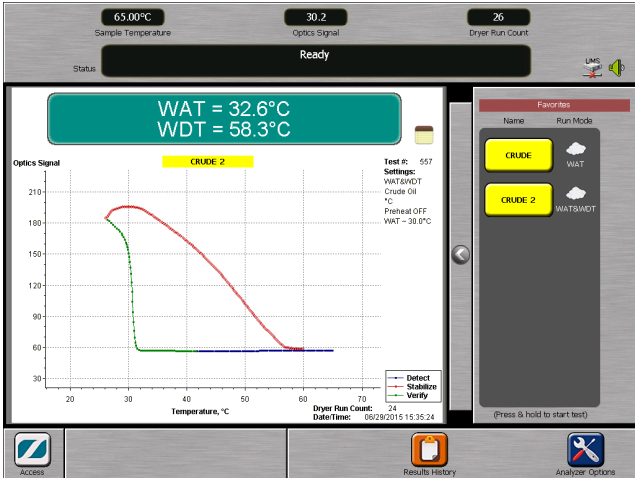 65.00°C
Sample Temperature
30.2
Optics Signal
26
Dryer Run Count
Status
Ready
UMS
WAT = 32.6°C
WDT = 58.3°C
Optics Signal
CRUDE 2
210
180
150
120
90
60
30
20
30
40
50
60
70
Temperature, °C
Test #: 557
Settings:
WAT&WDT
Crude Oil
°C
Preheat OFF
WAT ~ 30.0°C
Detect
Stabilize
Verify
Dryer Run Count: 24
Date/Time: 06/29/2015 15:35:24
Favorites
Name Run Mode
CRUDE
WAT
CRUDE 2
WAT&WDT
(Press & hold to start test)
Access
Results History
Analyzer Options